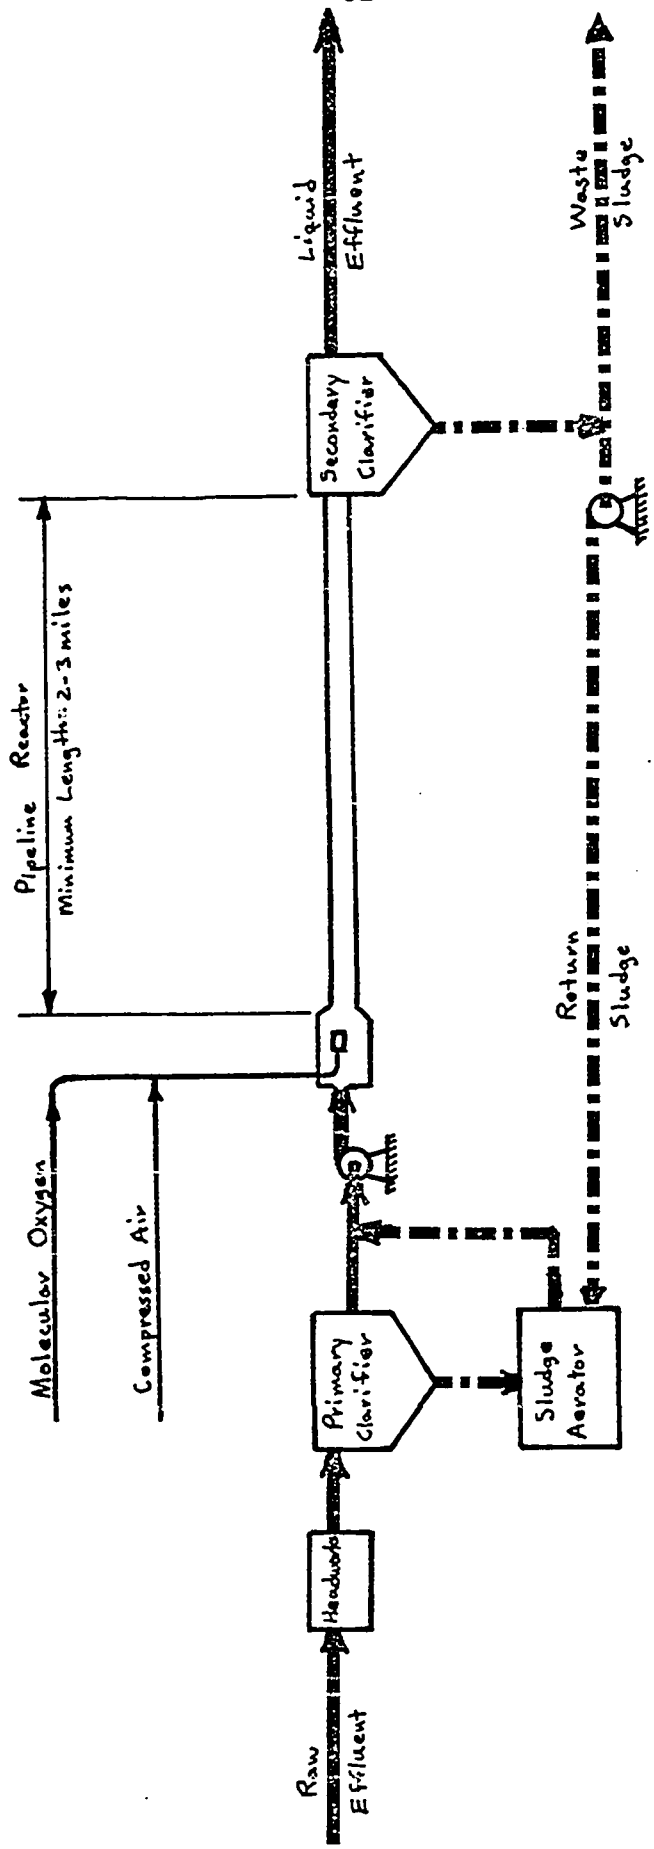 Raw
Effluent
Headworks
Primary
Clarifier
Sludge
Aerator
Molecular Oxygen
Compressed Air
Pipeline Reactor
Minimum Length = 2-3 miles
Return
Sludge
Secondary
Clarifier
Liquid
Effluent
Waste
Sludge